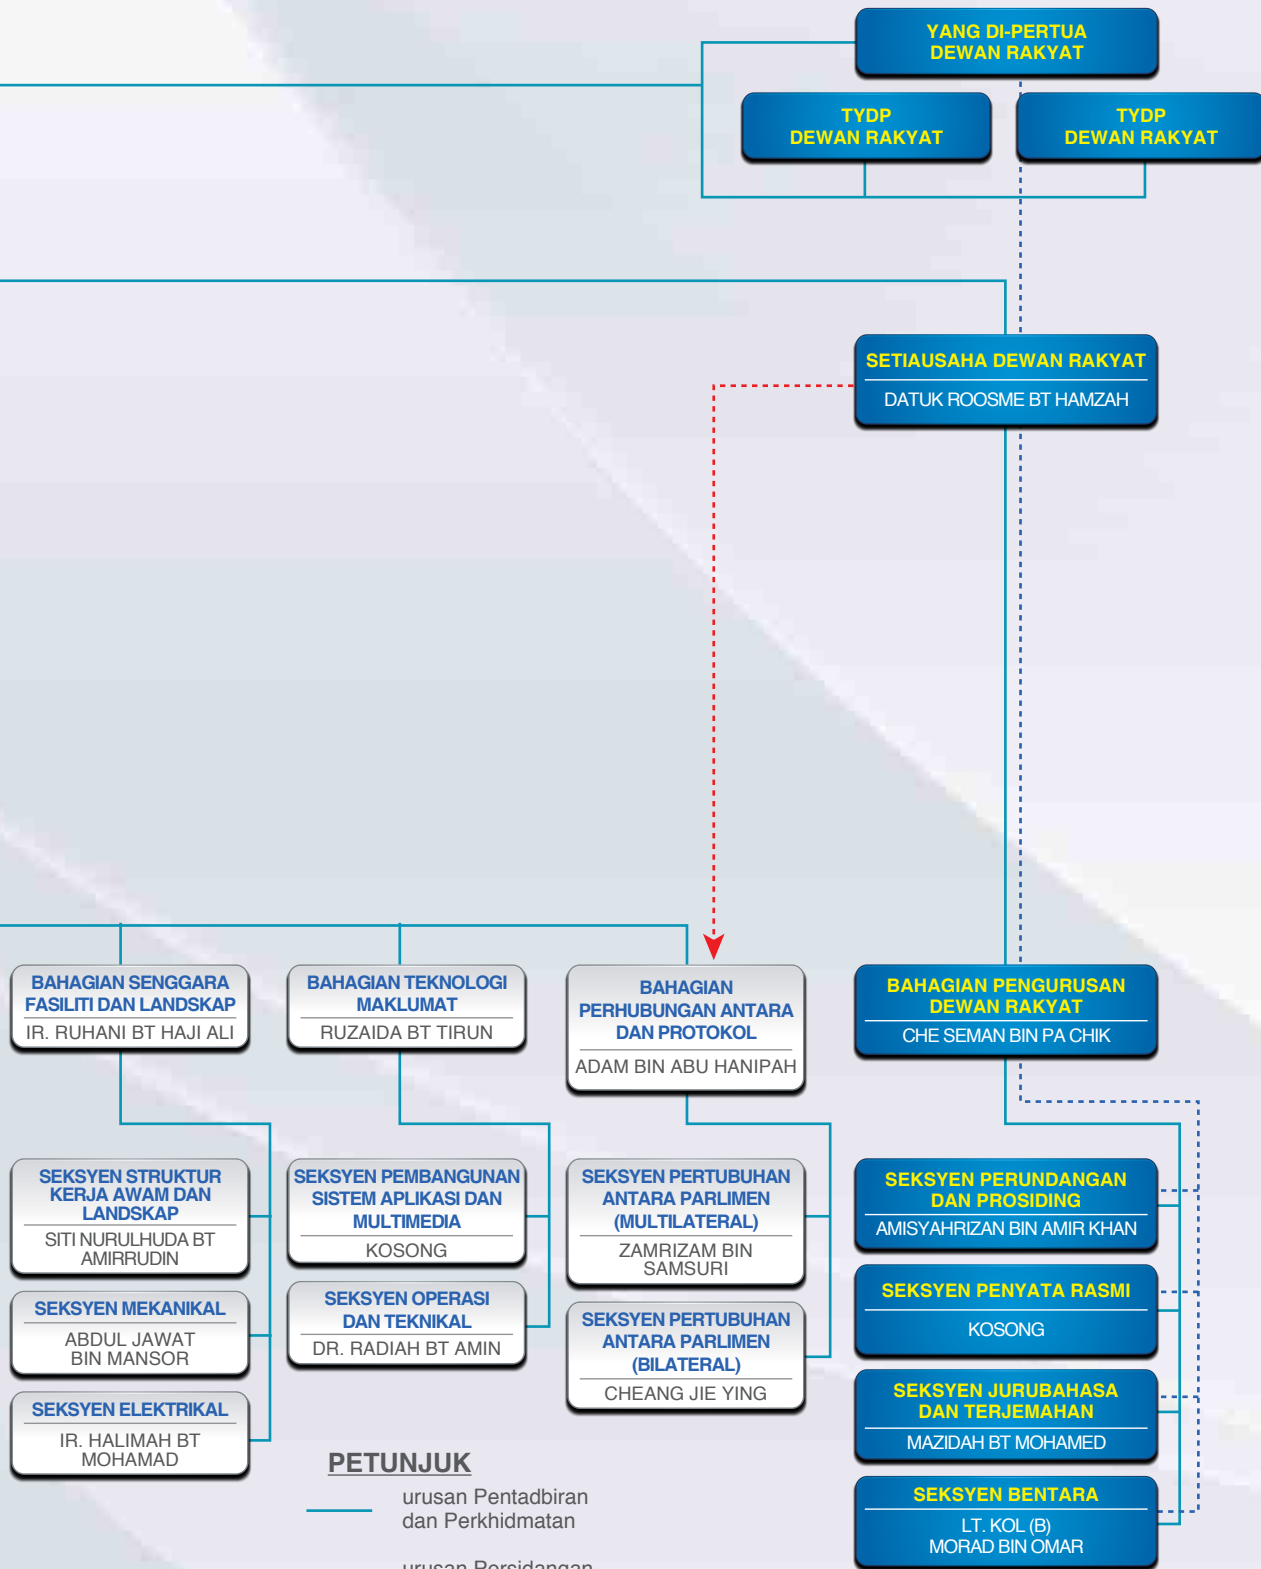 YANG DI-PERTUA
DEWAN RAKYAT
TYDP
DEWAN RAKYAT
TYDP
DEWAN RAKYAT
SETIAUSAHA DEWAN RAKYAT
DATUK ROOSME BT HAMZAH
BAHAGIAN SENGGARA
FASILITI DAN LANDSKAP
IR. RUHANI BT HAJI ALI
BAHAGIAN TEKNOLOGI
MAKLUMAT
RUZAIDA BT TIRUN
BAHAGIAN
PERHUBUNGAN ANTARA
DAN PROTOKOL
ADAM BIN ABU HANIPAH
BAHAGIAN PENGURUSAN
DEWAN RAKYAT
CHE SEMAN BIN PA CHIK
SEKSYEN STRUKTUR
KERJA AWAM DAN
LANDSKAP
SITI NURULHUDA BT
AMIRRUDIN
SEKSYEN MEKANIKAL
ABDUL JAWAT
BIN MANSOR
SEKSYEN ELEKTRIKAL
IR. HALIMAH BT
MOHAMAD
SEKSYEN PEMBANGUNAN
SISTEM APLIKASI DAN
MULTIMEDIA
KOSONG
SEKSYEN OPERASI
DAN TEKNIKAL
DR. RADIAH BT AMIN
SEKSYEN PERTUBUHAN
ANTARA PARLIMEN
(MULTILATERAL)
ZAMRIZAM BIN
SAMSURI
SEKSYEN PERTUBUHAN
ANTARA PARLIMEN
(BILATERAL)
CHEANG JIE YING
SEKSYEN PERUNDANGAN
DAN PROSIDING
AMISYAHRIZAN BIN AMIR KHAN
SEKSYEN PENYATA RASMI
KOSONG
SEKSYEN JURUBAHASA
DAN TERJEMAHAN
MAZIDAH BT MOHAMED
SEKSYEN BENTARA
LT. KOL (B)
MORAD BIN OMAR
PETUNJUK
urusan Pentadbiran
dan Perkhidmatan
urusan Persidangan